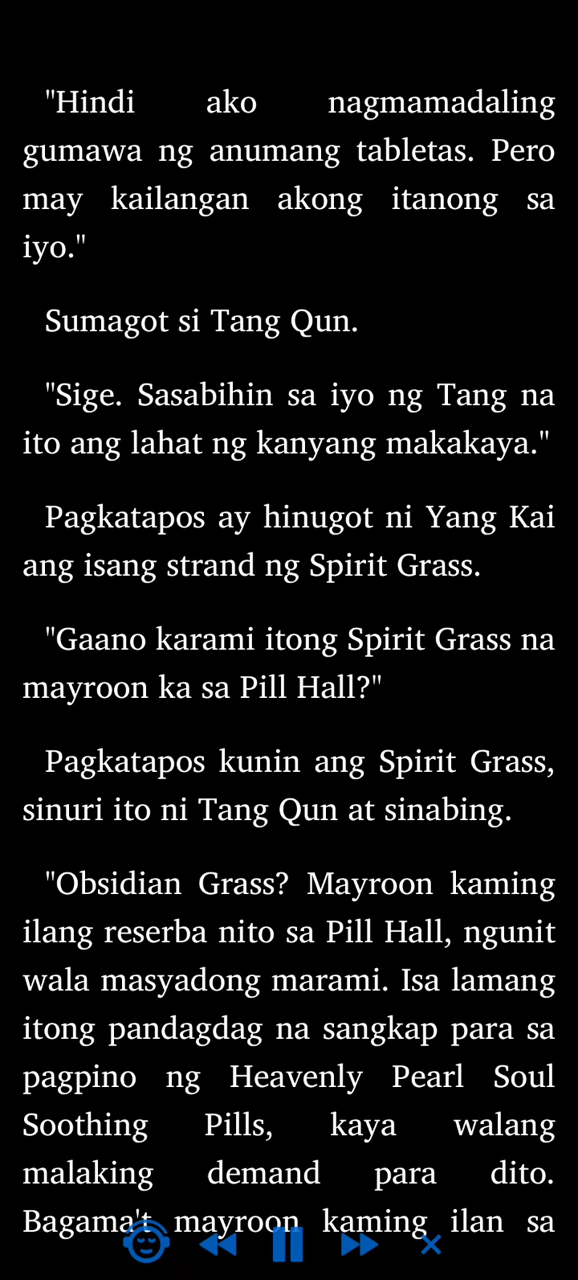 "Hindi ako nagmamadaling
gumawa ng anumang tabletas. Pero
may kailangan akong itanong sa
iyo."
Sumagot si Tang Qun.
"Sige. Sasabihin sa iyo ng Tang na
ito ang lahat ng kanyang makakaya."
Pagkatapos ay hinugot ni Yang Kai
ang isang strand ng Spirit Grass.
"Gaano karami itong Spirit Grass na
mayroon ka sa Pill Hall?"
Pagkatapos kunin ang Spirit Grass,
sinuri ito ni Tang Qun at sinabing.
"Obsidian Grass? Mayroon kaming
ilang reserba nito sa Pill Hall, ngunit
wala masyadong marami. Isa lamang
itong pandagdag na sangkap para sa
pagpino ng Heavenly Pearl Soul
Soothing Pills, kaya walang
malaking demand para dito.
Bagama't mayroon kaming ilan sa